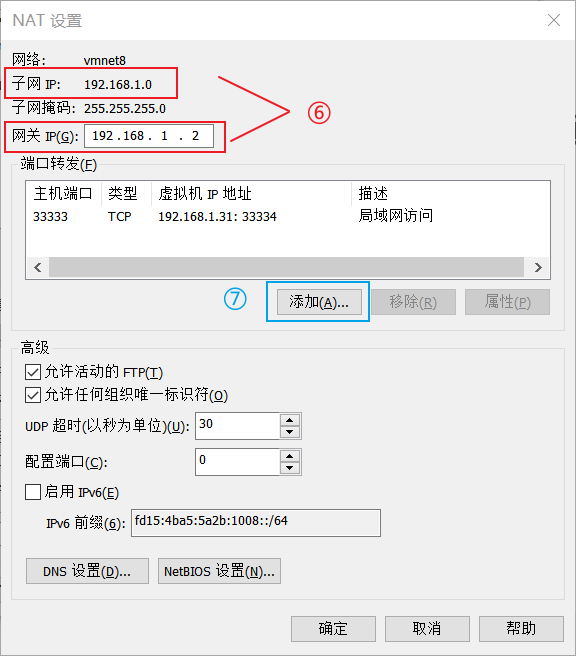 NAT 设置
网络: vmnet8
子网 IP: 192.168.1.0
⑥
子网掩码: 255.255.255.0
网关 IP(G): 192 . 168 . 1 . 2
端口转发(F)
主机端口 类型 虚拟机 IP 地址 描述
33333 TCP 192.168.1.31: 33334 局域网访问
⑦ 添加(A)... 移除(R) 属性(P)
高级
允许活动的 FTP(T)
允许任何组织唯一标识符(O)
UDP 超时(以秒为单位)(U): 30
配置端口(C): 0
启用 IPv6(E)
IPv6 前缀(6): fd15:4ba5:5a2b:1008::/64
DNS 设置(D)... NetBIOS 设置(N)...
确定 取消 帮助